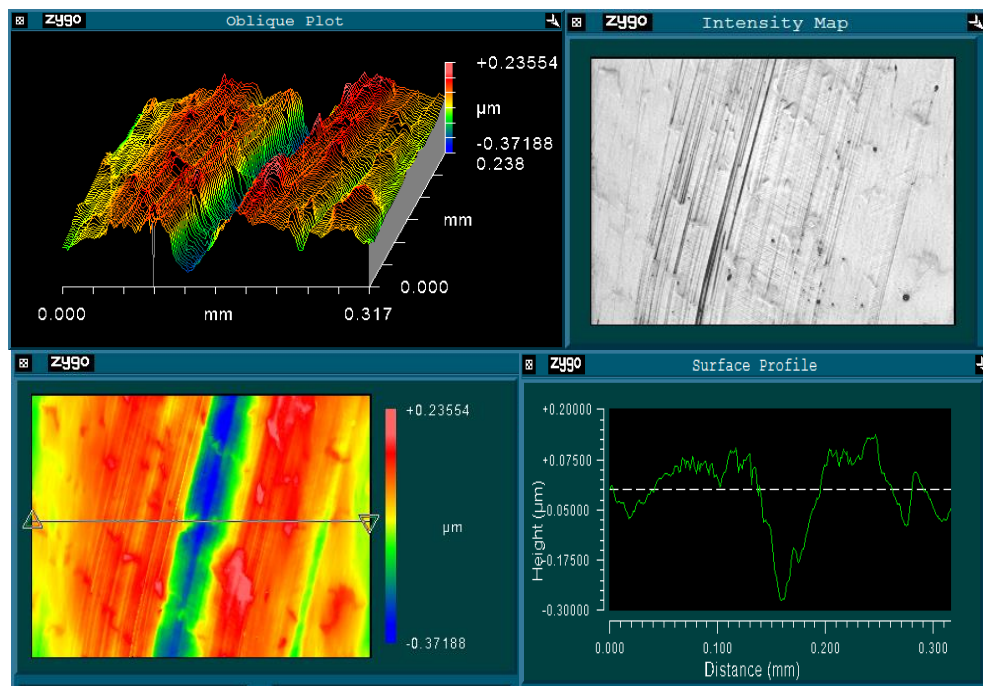 zygo Oblique Plot
+0.23554
µm
-0.37188
0.238
mm
0.000
0.000 mm 0.317
zygo Intensity Map
zygo
+0.23554
µm
-0.37188
zygo Surface Profile
+0.20000
+0.07500
-0.05000
-0.17500
-0.30000
Height (µm)
0.000 0.100 0.200 0.300
Distance (mm)